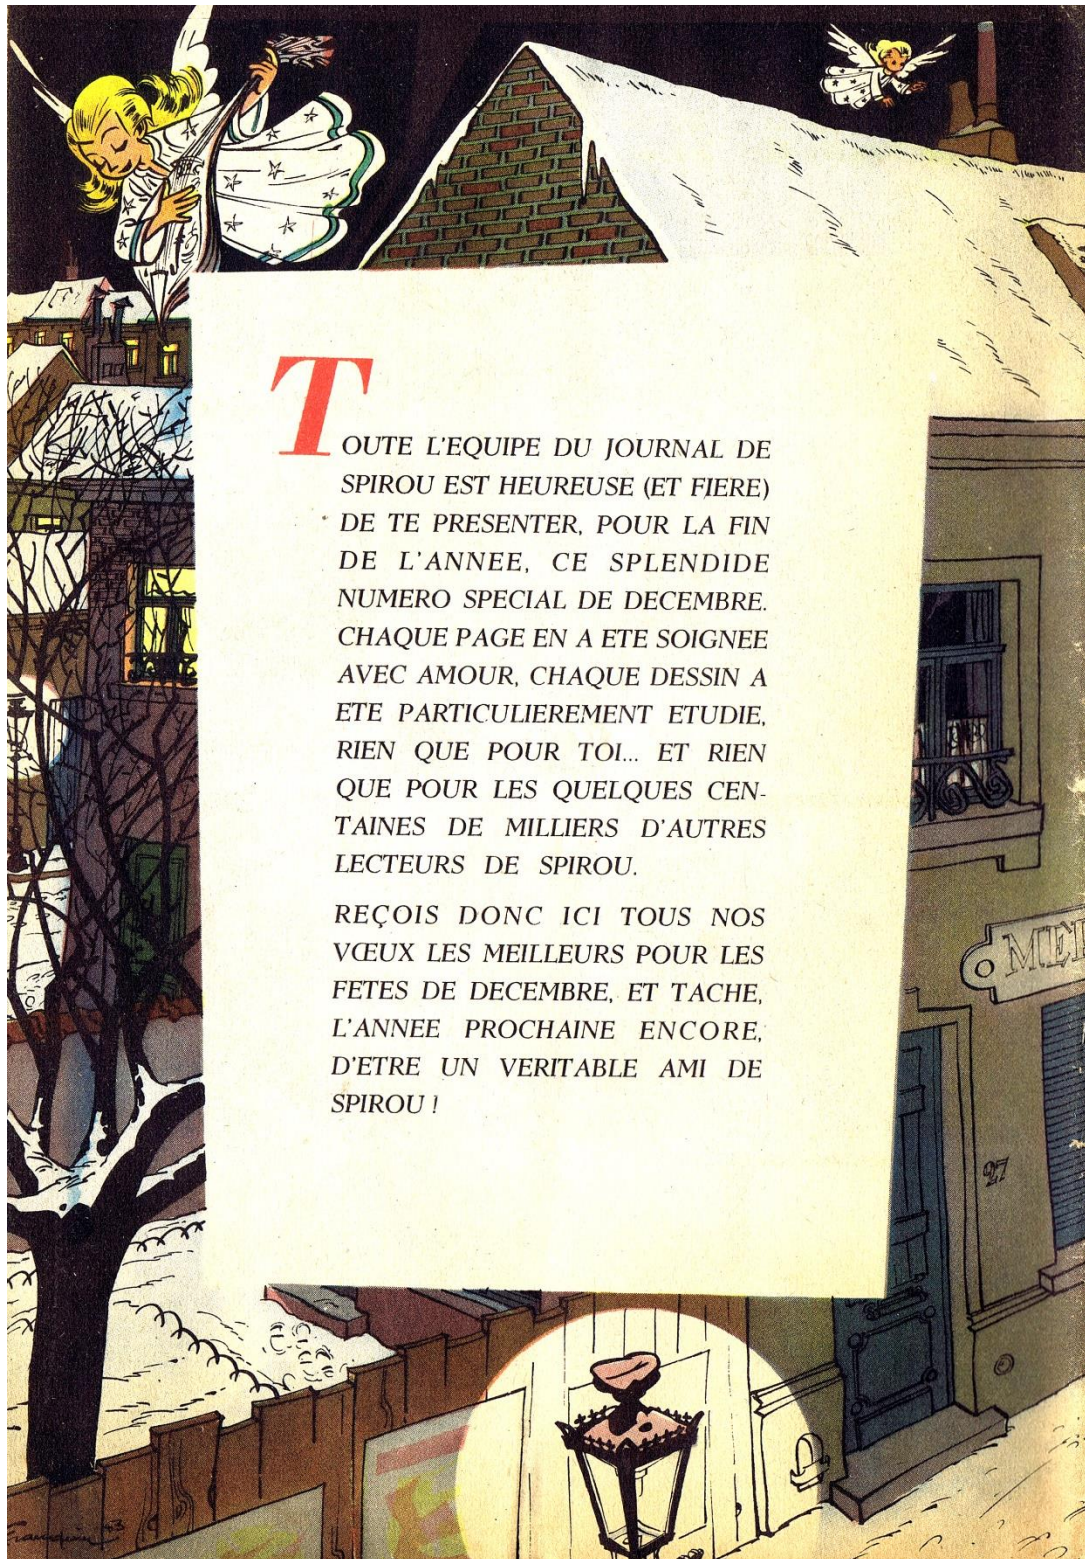 TOUTE L'EQUIPE DU JOURNAL DE
SPIROU EST HEUREUSE (ET FIERE)
DE TE PRESENTER, POUR LA FIN
DE L'ANNEE, CE SPLENDIDE
NUMERO SPECIAL DE DECEMBRE.
CHAQUE PAGE EN A ETE SOIGNEE
AVEC AMOUR, CHAQUE DESSIN A
ETE PARTICULIEREMENT ETUDIE,
RIEN QUE POUR TOI... ET RIEN
QUE POUR LES QUELQUES CEN-
TAINES DE MILLIERS D'AUTRES
LECTEURS DE SPIROU.
REÇOIS DONC ICI TOUS NOS
VŒUX LES MEILLEURS POUR LES
FETES DE DECEMBRE, ET TACHE,
L'ANNEE PROCHAINE ENCORE,
D'ETRE UN VERITABLE AMI DE
SPIROU !
MER
27
Franquin 63